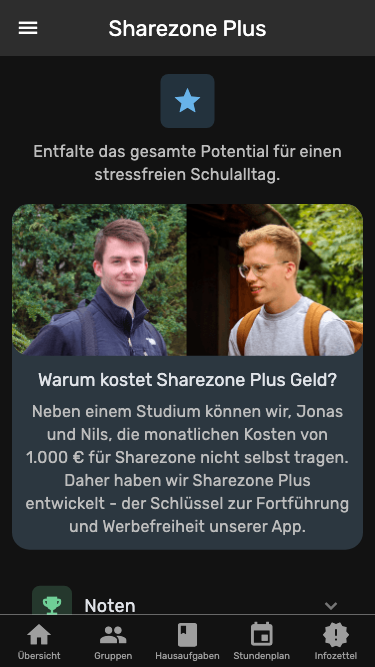 Sharezone Plus
Entfalte das gesamte Potential für einen
stressfreien Schulalltag.
Warum kostet Sharezone Plus Geld?
Neben einem Studium können wir, Jonas
und Nils, die monatlichen Kosten von
1.000 € für Sharezone nicht selbst tragen.
Daher haben wir Sharezone Plus
entwickelt - der Schlüssel zur Fortführung
und Werbefreiheit unserer App.
Noten
Übersicht Gruppen Hausaufgaben Stundenplan Infozettel